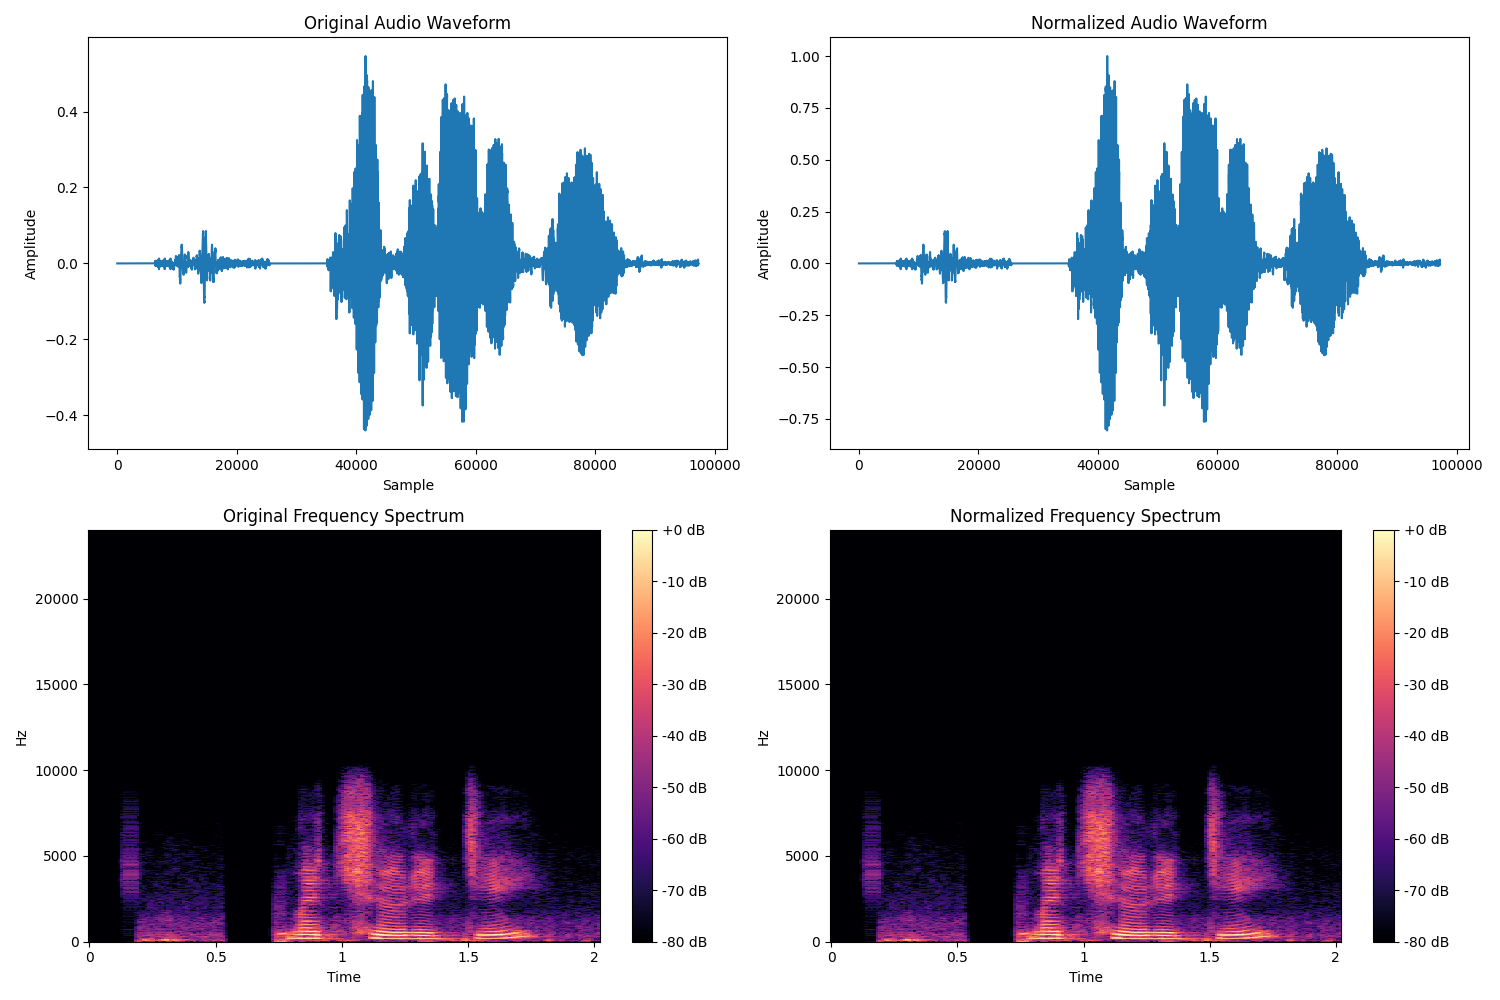 Original Audio Waveform
Amplitude
0.4
0.2
0.0
−0.2
−0.4
0 20000 40000 60000 80000 100000
Sample
Normalized Audio Waveform
Amplitude
1.00
0.75
0.50
0.25
0.00
−0.25
−0.50
−0.75
0 20000 40000 60000 80000 100000
Sample
Original Frequency Spectrum
Hz
20000
15000
10000
5000
0
0 0.5 1 1.5 2
Time
+0 dB
-10 dB
-20 dB
-30 dB
-40 dB
-50 dB
-60 dB
-70 dB
-80 dB
Normalized Frequency Spectrum
Hz
20000
15000
10000
5000
0
0 0.5 1 1.5 2
Time
+0 dB
-10 dB
-20 dB
-30 dB
-40 dB
-50 dB
-60 dB
-70 dB
-80 dB